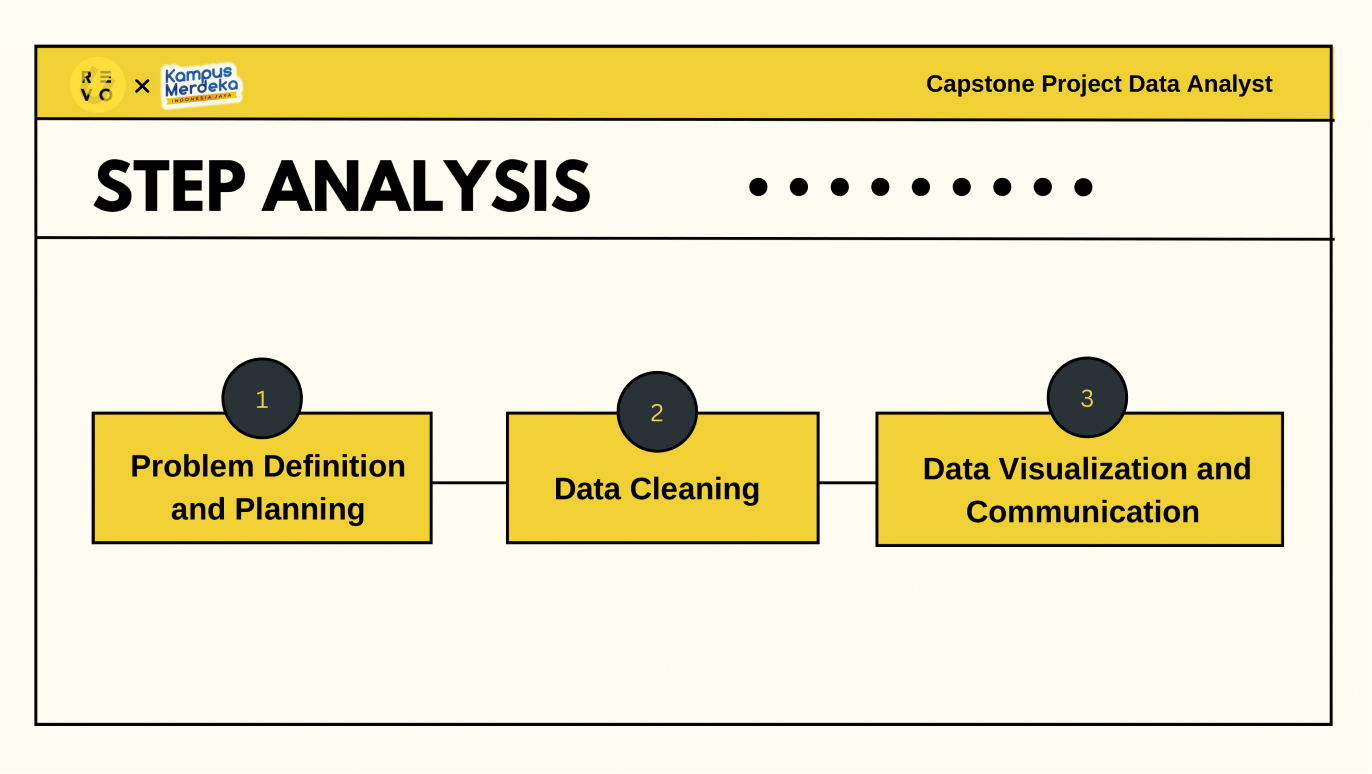 RE
VO
×
Kampus
Merdeka
INDONESIA JAYA
Capstone Project Data Analyst
STEP ANALYSIS
1
Problem Definition
and Planning
2
Data Cleaning
3
Data Visualization and
Communication